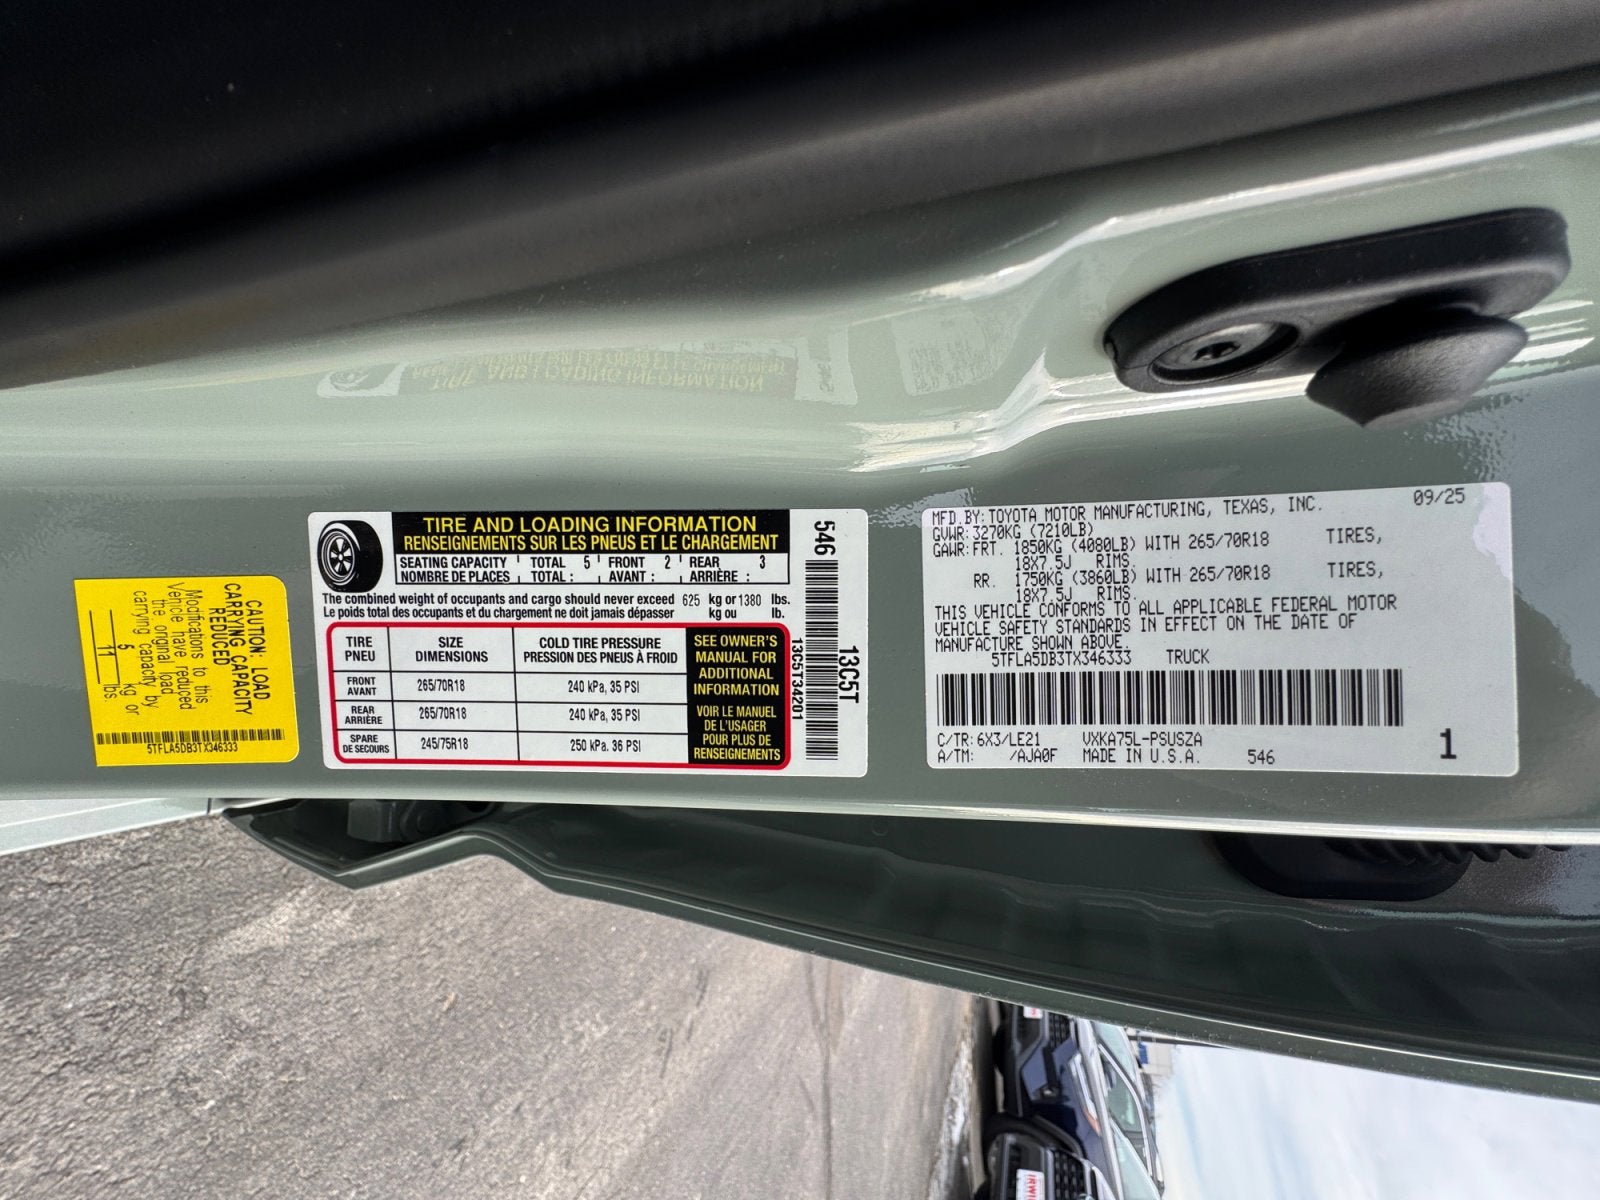 CAUTION: LOAD
CARRYING CAPACITY
REDUCED
Modifications to this
Vehicle have reduced
the original load
carrying capacity by
5 kg or
11 lbs.
5TFLA5DB3TX346333
TIRE AND LOADING INFORMATION
RENSEIGNEMENTS SUR LES PNEUS ET LE CHARGEMENT
SEATING CAPACITY TOTAL 5 FRONT 2 REAR 3
NOMBRE DE PLACES TOTAL : AVANT : ARRIÈRE :
The combined weight of occupants and cargo should never exceed 625 kg or 1380 lbs.
Le poids total des occupants et du chargement ne doit jamais dépasser kg ou lb.
TIRE SIZE COLD TIRE PRESSURE
PNEU DIMENSIONS PRESSION DES PNEUS À FROID
FRONT
AVANT 265/70R18 240 kPa, 35 PSI
REAR
ARRIÈRE 265/70R18 240 kPa, 35 PSI
SPARE
DE SECOURS 245/75R18 250 kPa. 36 PSI
SEE OWNER'S
MANUAL FOR
ADDITIONAL
INFORMATION
VOIR LE MANUEL
DE L'USAGER
POUR PLUS DE
RENSEIGNEMENTS
546
13C5T34201
13C5T
MFD.BY:TOYOTA MOTOR MANUFACTURING, TEXAS, INC. 09/25
GVWR:3270KG (7210LB)
GAWR:FRT. 1850KG (4080LB) WITH 265/70R18 TIRES,
18X7.5J RIMS.
RR. 1750KG (3860LB) WITH 265/70R18 TIRES,
18X7.5J RIMS.
THIS VEHICLE CONFORMS TO ALL APPLICABLE FEDERAL MOTOR
VEHICLE SAFETY STANDARDS IN EFFECT ON THE DATE OF
MANUFACTURE SHOWN ABOVE.
5TFLA5DB3TX346333 TRUCK
C/TR:6X3/LE21 VXKA75L-PSUSZA
A/TM: /AJA0F MADE IN U.S.A. 546
1